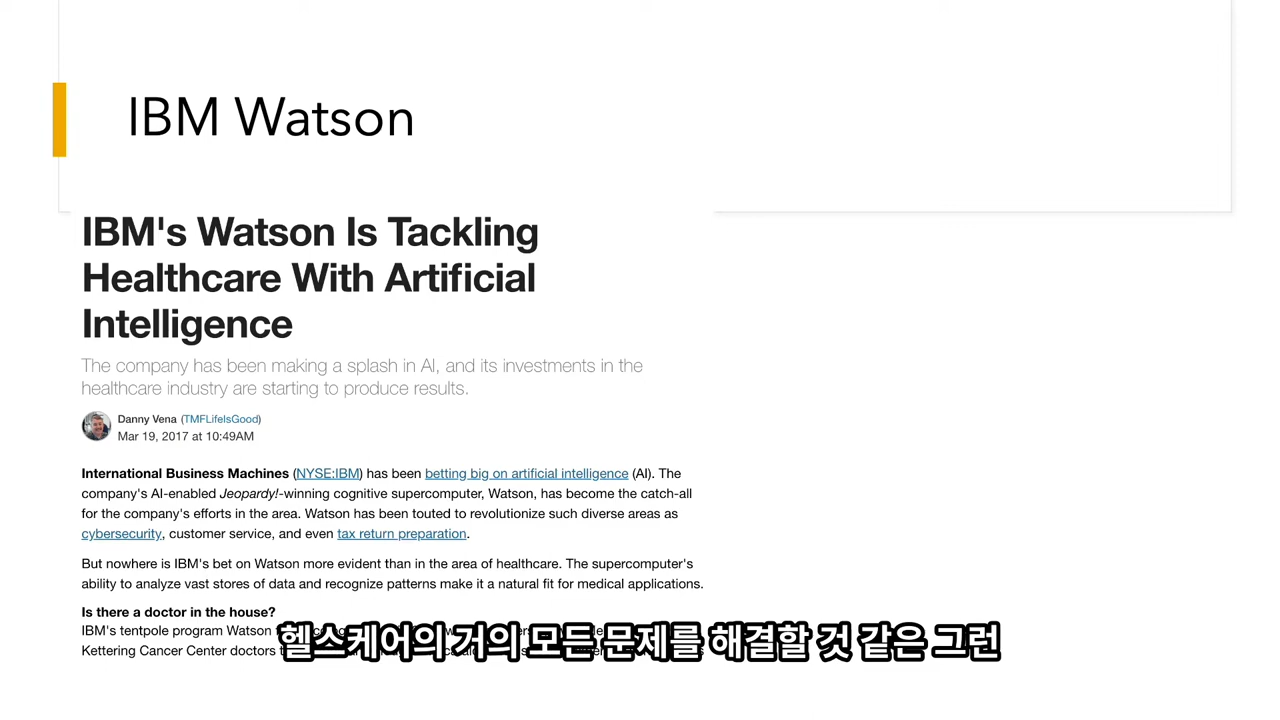 IBM Watson
IBM's Watson Is Tackling
Healthcare With Artificial
Intelligence
The company has been making a splash in AI, and its investments in the
healthcare industry are starting to produce results.
Danny Vena (TMFLifeIsGood)
Mar 19, 2017 at 10:49AM
International Business Machines (NYSE:IBM) has been betting big on artificial intelligence (AI). The
company's AI-enabled Jeopardy!-winning cognitive supercomputer, Watson, has become the catch-all
for the company's efforts in the area. Watson has been touted to revolutionize such diverse areas as
cybersecurity, customer service, and even tax return preparation.
But nowhere is IBM's bet on Watson more evident than in the area of healthcare. The supercomputer's
ability to analyze vast stores of data and recognize patterns make it a natural fit for medical applications.
Is there a doctor in the house?
IBM's tentpole program Watson
Kettering Cancer Center doctors
헬스케어의 거의 모든 문제를 해결할 것 같은 그런